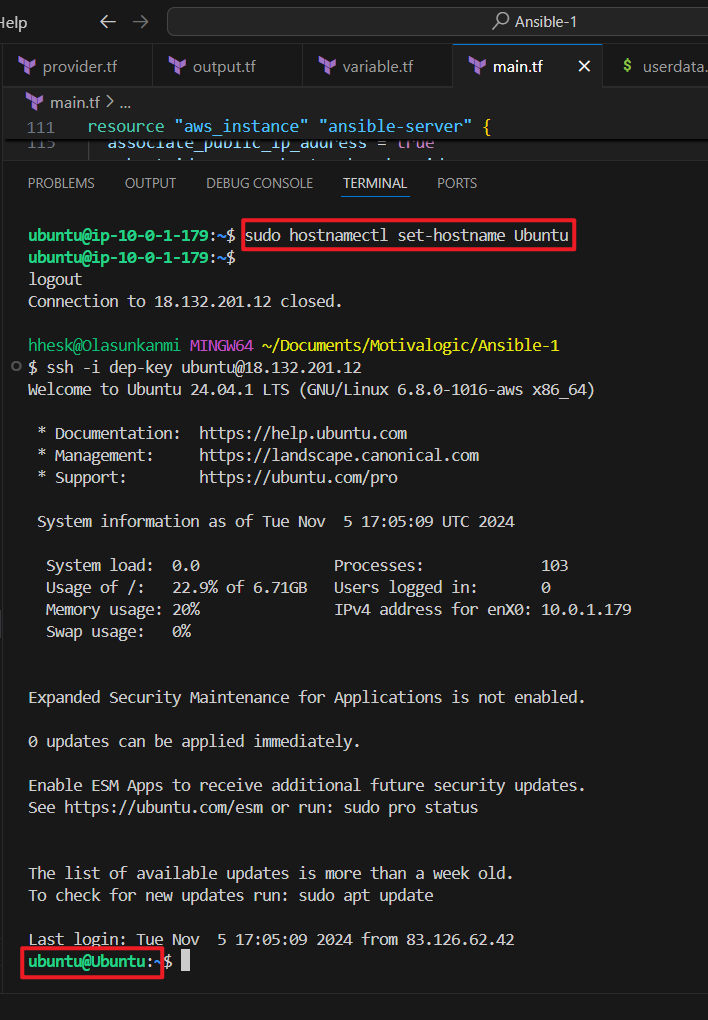 Help ← → Ansible-1
provider.tf output.tf variable.tf main.tf × $ userdata.
main.tf > ...
111 resource "aws_instance" "ansible-server" {
115 associate_public_ip_address = true
PROBLEMS OUTPUT DEBUG CONSOLE TERMINAL PORTS
ubuntu@ip-10-0-1-179:~$ sudo hostnamectl set-hostname Ubuntu
ubuntu@ip-10-0-1-179:~$
logout
Connection to 18.132.201.12 closed.
hhesk@Olasunkanmi MINGW64 ~/Documents/Motivalogic/Ansible-1
$ ssh -i dep-key ubuntu@18.132.201.12
Welcome to Ubuntu 24.04.1 LTS (GNU/Linux 6.8.0-1016-aws x86_64)
* Documentation: https://help.ubuntu.com
* Management: https://landscape.canonical.com
* Support: https://ubuntu.com/pro
System information as of Tue Nov 5 17:05:09 UTC 2024
System load: 0.0 Processes: 103
Usage of /: 22.9% of 6.71GB Users logged in: 0
Memory usage: 20% IPv4 address for enX0: 10.0.1.179
Swap usage: 0%
Expanded Security Maintenance for Applications is not enabled.
0 updates can be applied immediately.
Enable ESM Apps to receive additional future security updates.
See https://ubuntu.com/esm or run: sudo pro status
The list of available updates is more than a week old.
To check for new updates run: sudo apt update
Last login: Tue Nov 5 17:05:09 2024 from 83.126.62.42
ubuntu@Ubuntu:~$